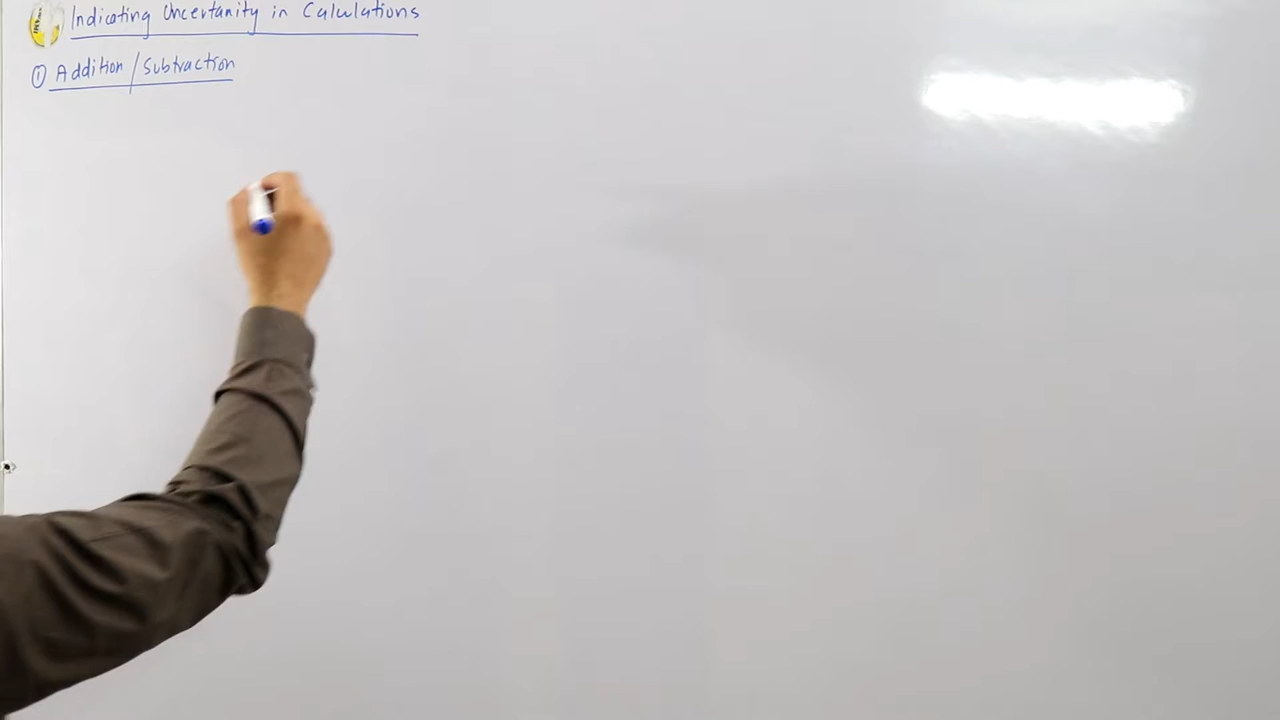 Indicating Uncertanity in Calculations
① Addition / Subtraction